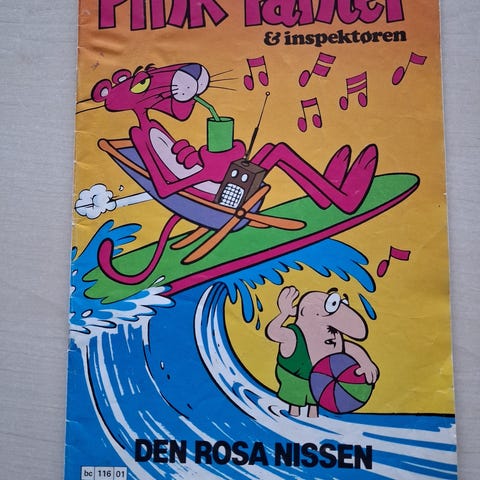 Pink Panter
& inspektøren
DEN ROSA NISSEN
bc 116 01